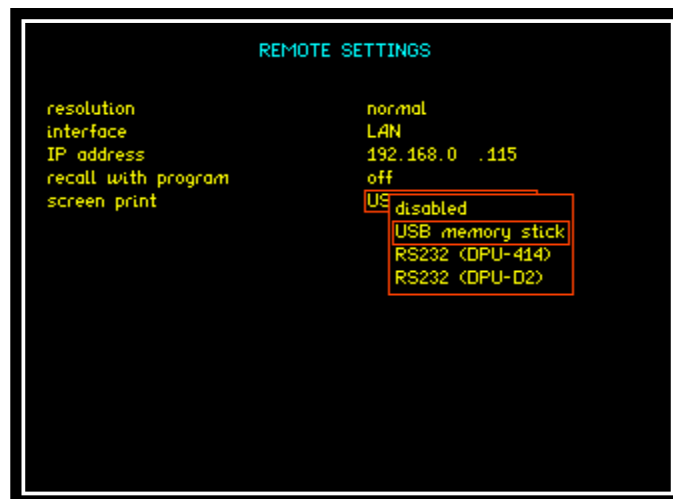 REMOTE SETTINGS
resolution normal
interface LAN
IP address 192.168.0 .115
recall with program off
screen print US
disabled
USB memory stick
RS232 (DPU-414)
RS232 (DPU-D2)